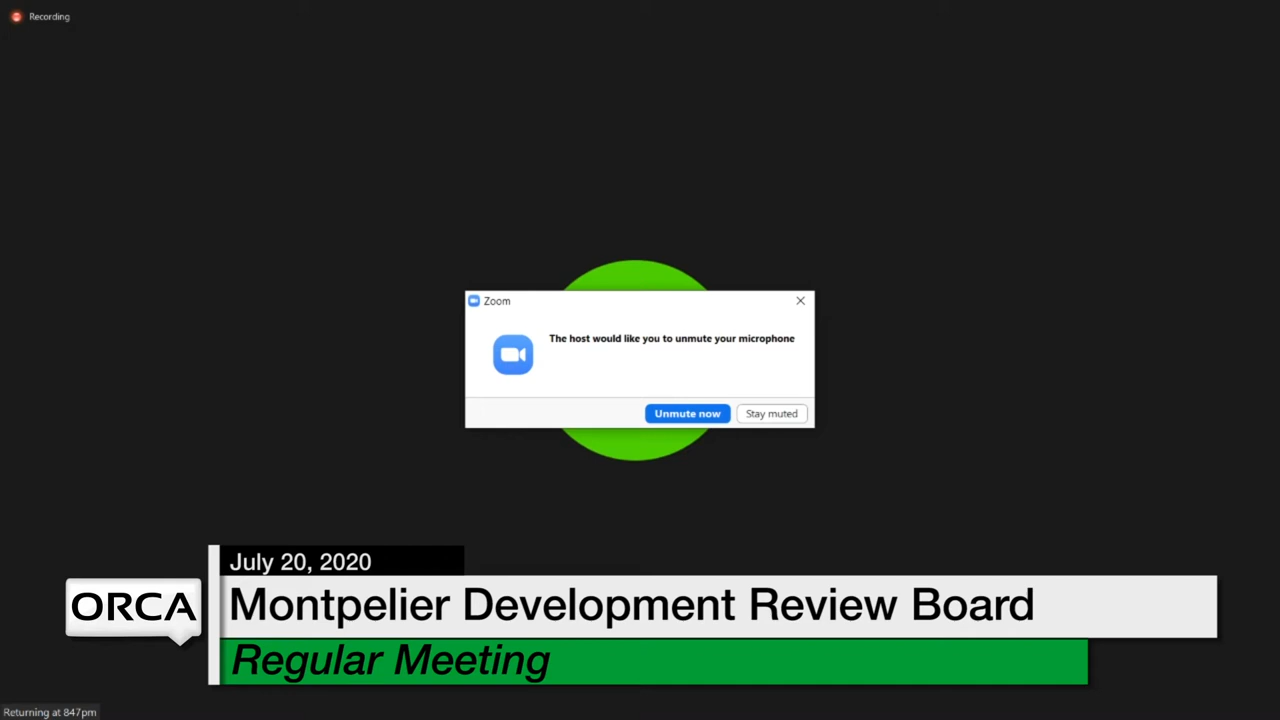 Recording
Zoom
The host would like you to unmute your microphone
Unmute now
Stay muted
July 20, 2020
ORCA
Montpelier Development Review Board
Regular Meeting
Returning at 847pm